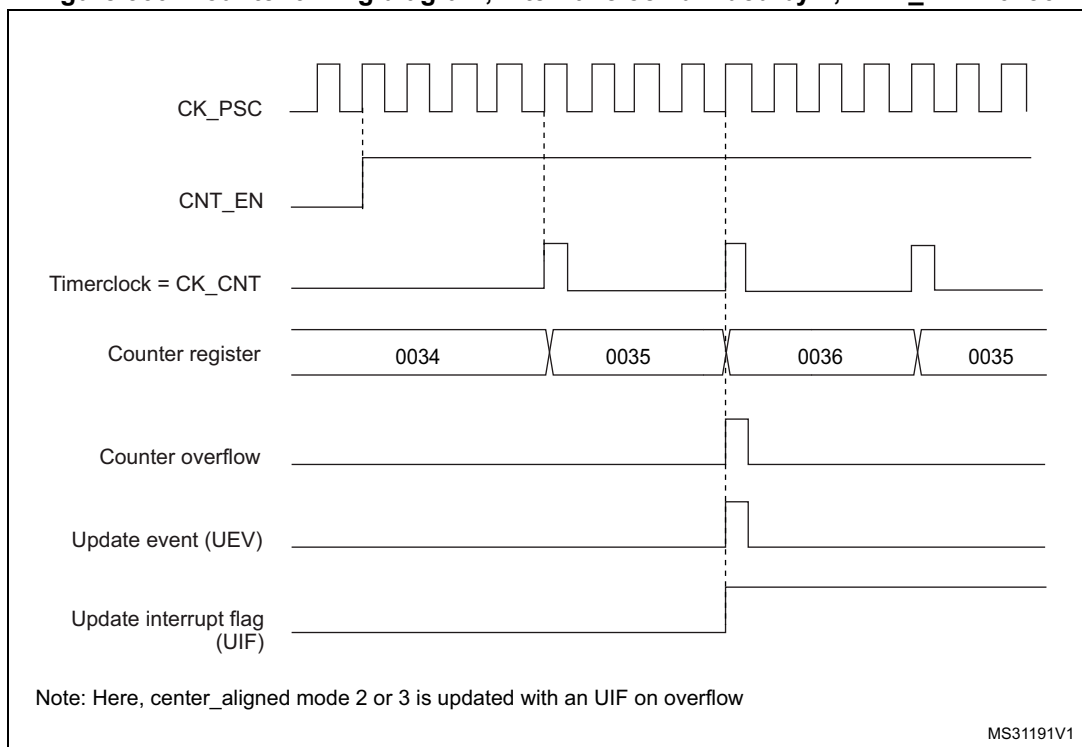 CK_PSC
CNT_EN
Timerclock = CK_CNT
Counter register
0034
0035
0036
0035
Counter overflow
Update event (UEV)
Update interrupt flag
(UIF)
Note: Here, center_aligned mode 2 or 3 is updated with an UIF on overflow
MS31191V1